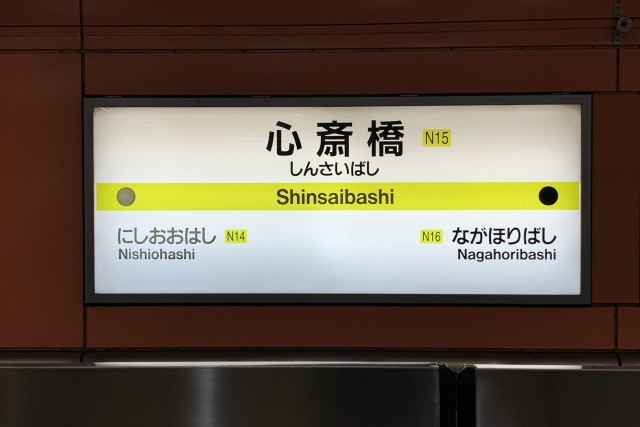 心斎橋 N15
しんさいばし
Shinsaibashi
にしおおはし N14
Nishiohashi
N16 ながほりばし
Nagahoribashi